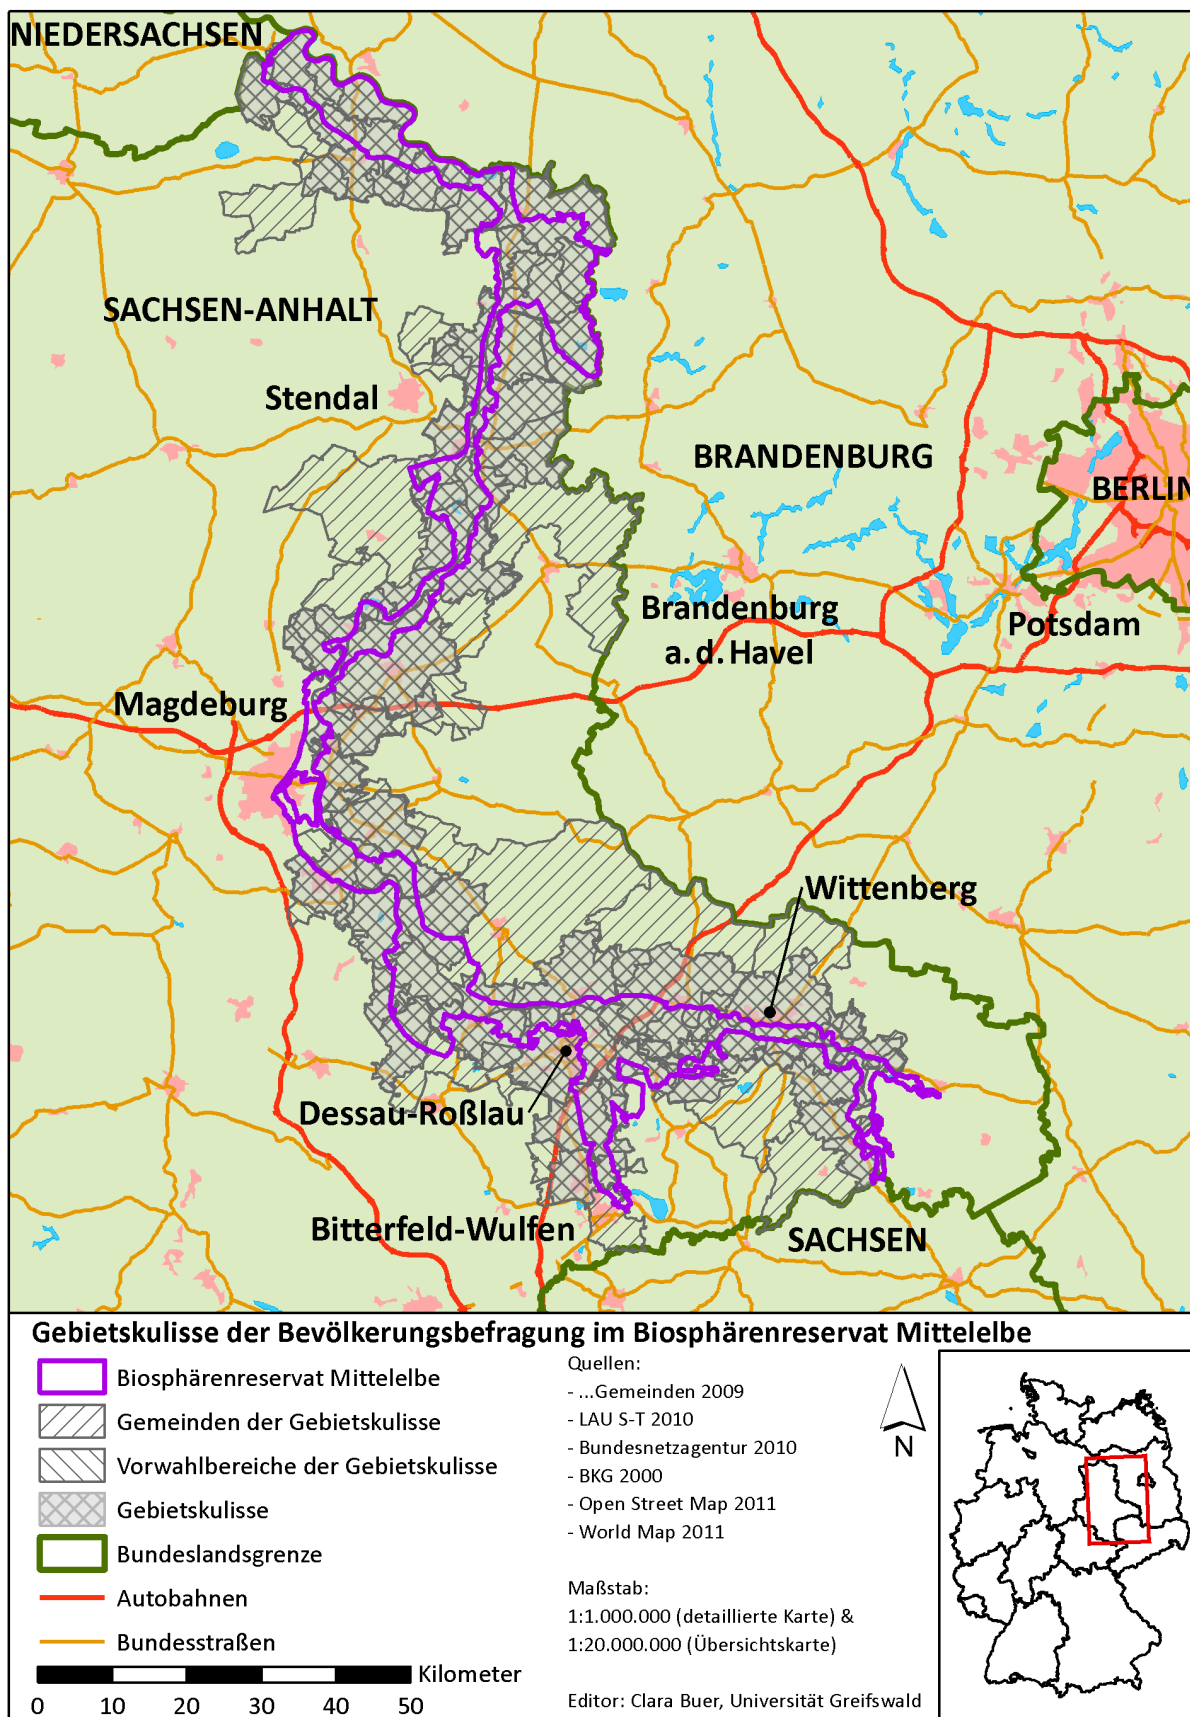 NIEDERSACHSEN
SACHSEN-ANHALT
Stendal
BRANDENBURG
BERLIN
Brandenburg
a. d. Havel
Potsdam
Magdeburg
Wittenberg
Dessau-Roßlau
Bitterfeld-Wulfen
SACHSEN
Gebietskulisse der Bevölkerungsbefragung im Biosphärenreservat Mittelelbe
Biosphärenreservat Mittelelbe
Gemeinden der Gebietskulisse
Vorwahlbereiche der Gebietskulisse
Gebietskulisse
Bundeslandsgrenze
Autobahnen
Bundesstraßen
Kilometer
0 10 20 30 40 50
Quellen:
- ...Gemeinden 2009
- LAU S-T 2010
- Bundesnetzagentur 2010
- BKG 2000
- Open Street Map 2011
- World Map 2011
Maßstab:
1:1.000.000 (detaillierte Karte) &
1:20.000.000 (Übersichtskarte)
Editor: Clara Buer, Universität Greifswald
N